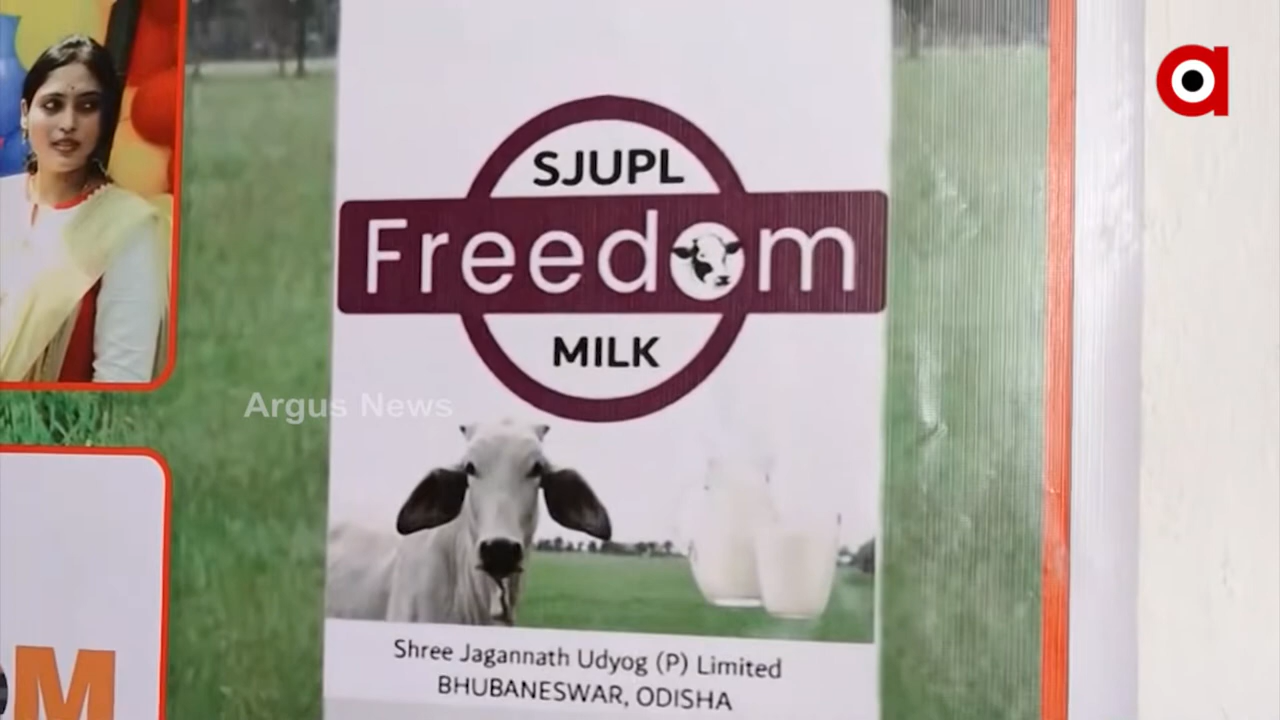 SJUPL
Freedom
MILK
Argus News
Shree Jagannath Udyog (P) Limited
BHUBANESWAR, ODISHA
M